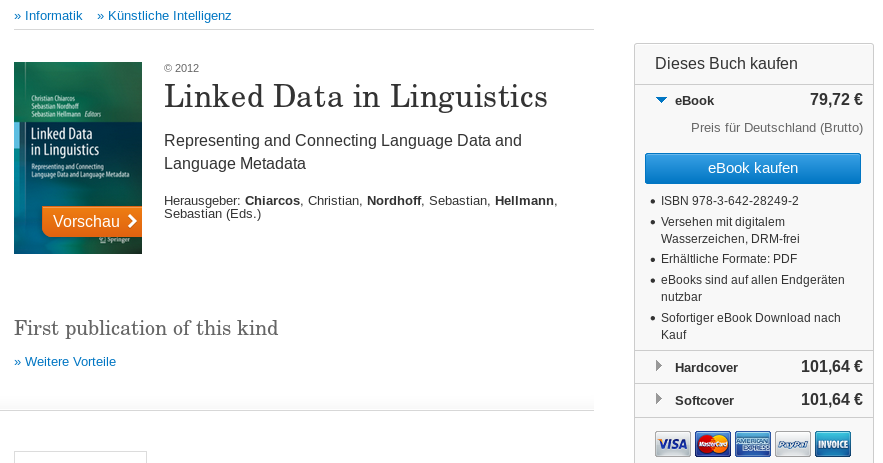 » Informatik » Künstliche Intelligenz
Christian Chiarcos
Sebastian Nordhoff
Sebastian Hellmann Editors
Linked Data
in Linguistics
Representing and Connecting
Language Data and Language Metadata
Vorschau
Springer
© 2012
Linked Data in Linguistics
Representing and Connecting Language Data and
Language Metadata
Herausgeber: Chiarcos, Christian, Nordhoff, Sebastian, Hellmann,
Sebastian (Eds.)
First publication of this kind
» Weitere Vorteile
Dieses Buch kaufen
eBook 79,72 €
Preis für Deutschland (Brutto)
eBook kaufen
• ISBN 978-3-642-28249-2
• Versehen mit digitalem
Wasserzeichen, DRM-frei
• Erhältliche Formate: PDF
• eBooks sind auf allen Endgeräten
nutzbar
• Sofortiger eBook Download nach
Kauf
Hardcover 101,64 €
Softcover 101,64 €
VISA MasterCard AMERICAN EXPRESS PayPal INVOICE